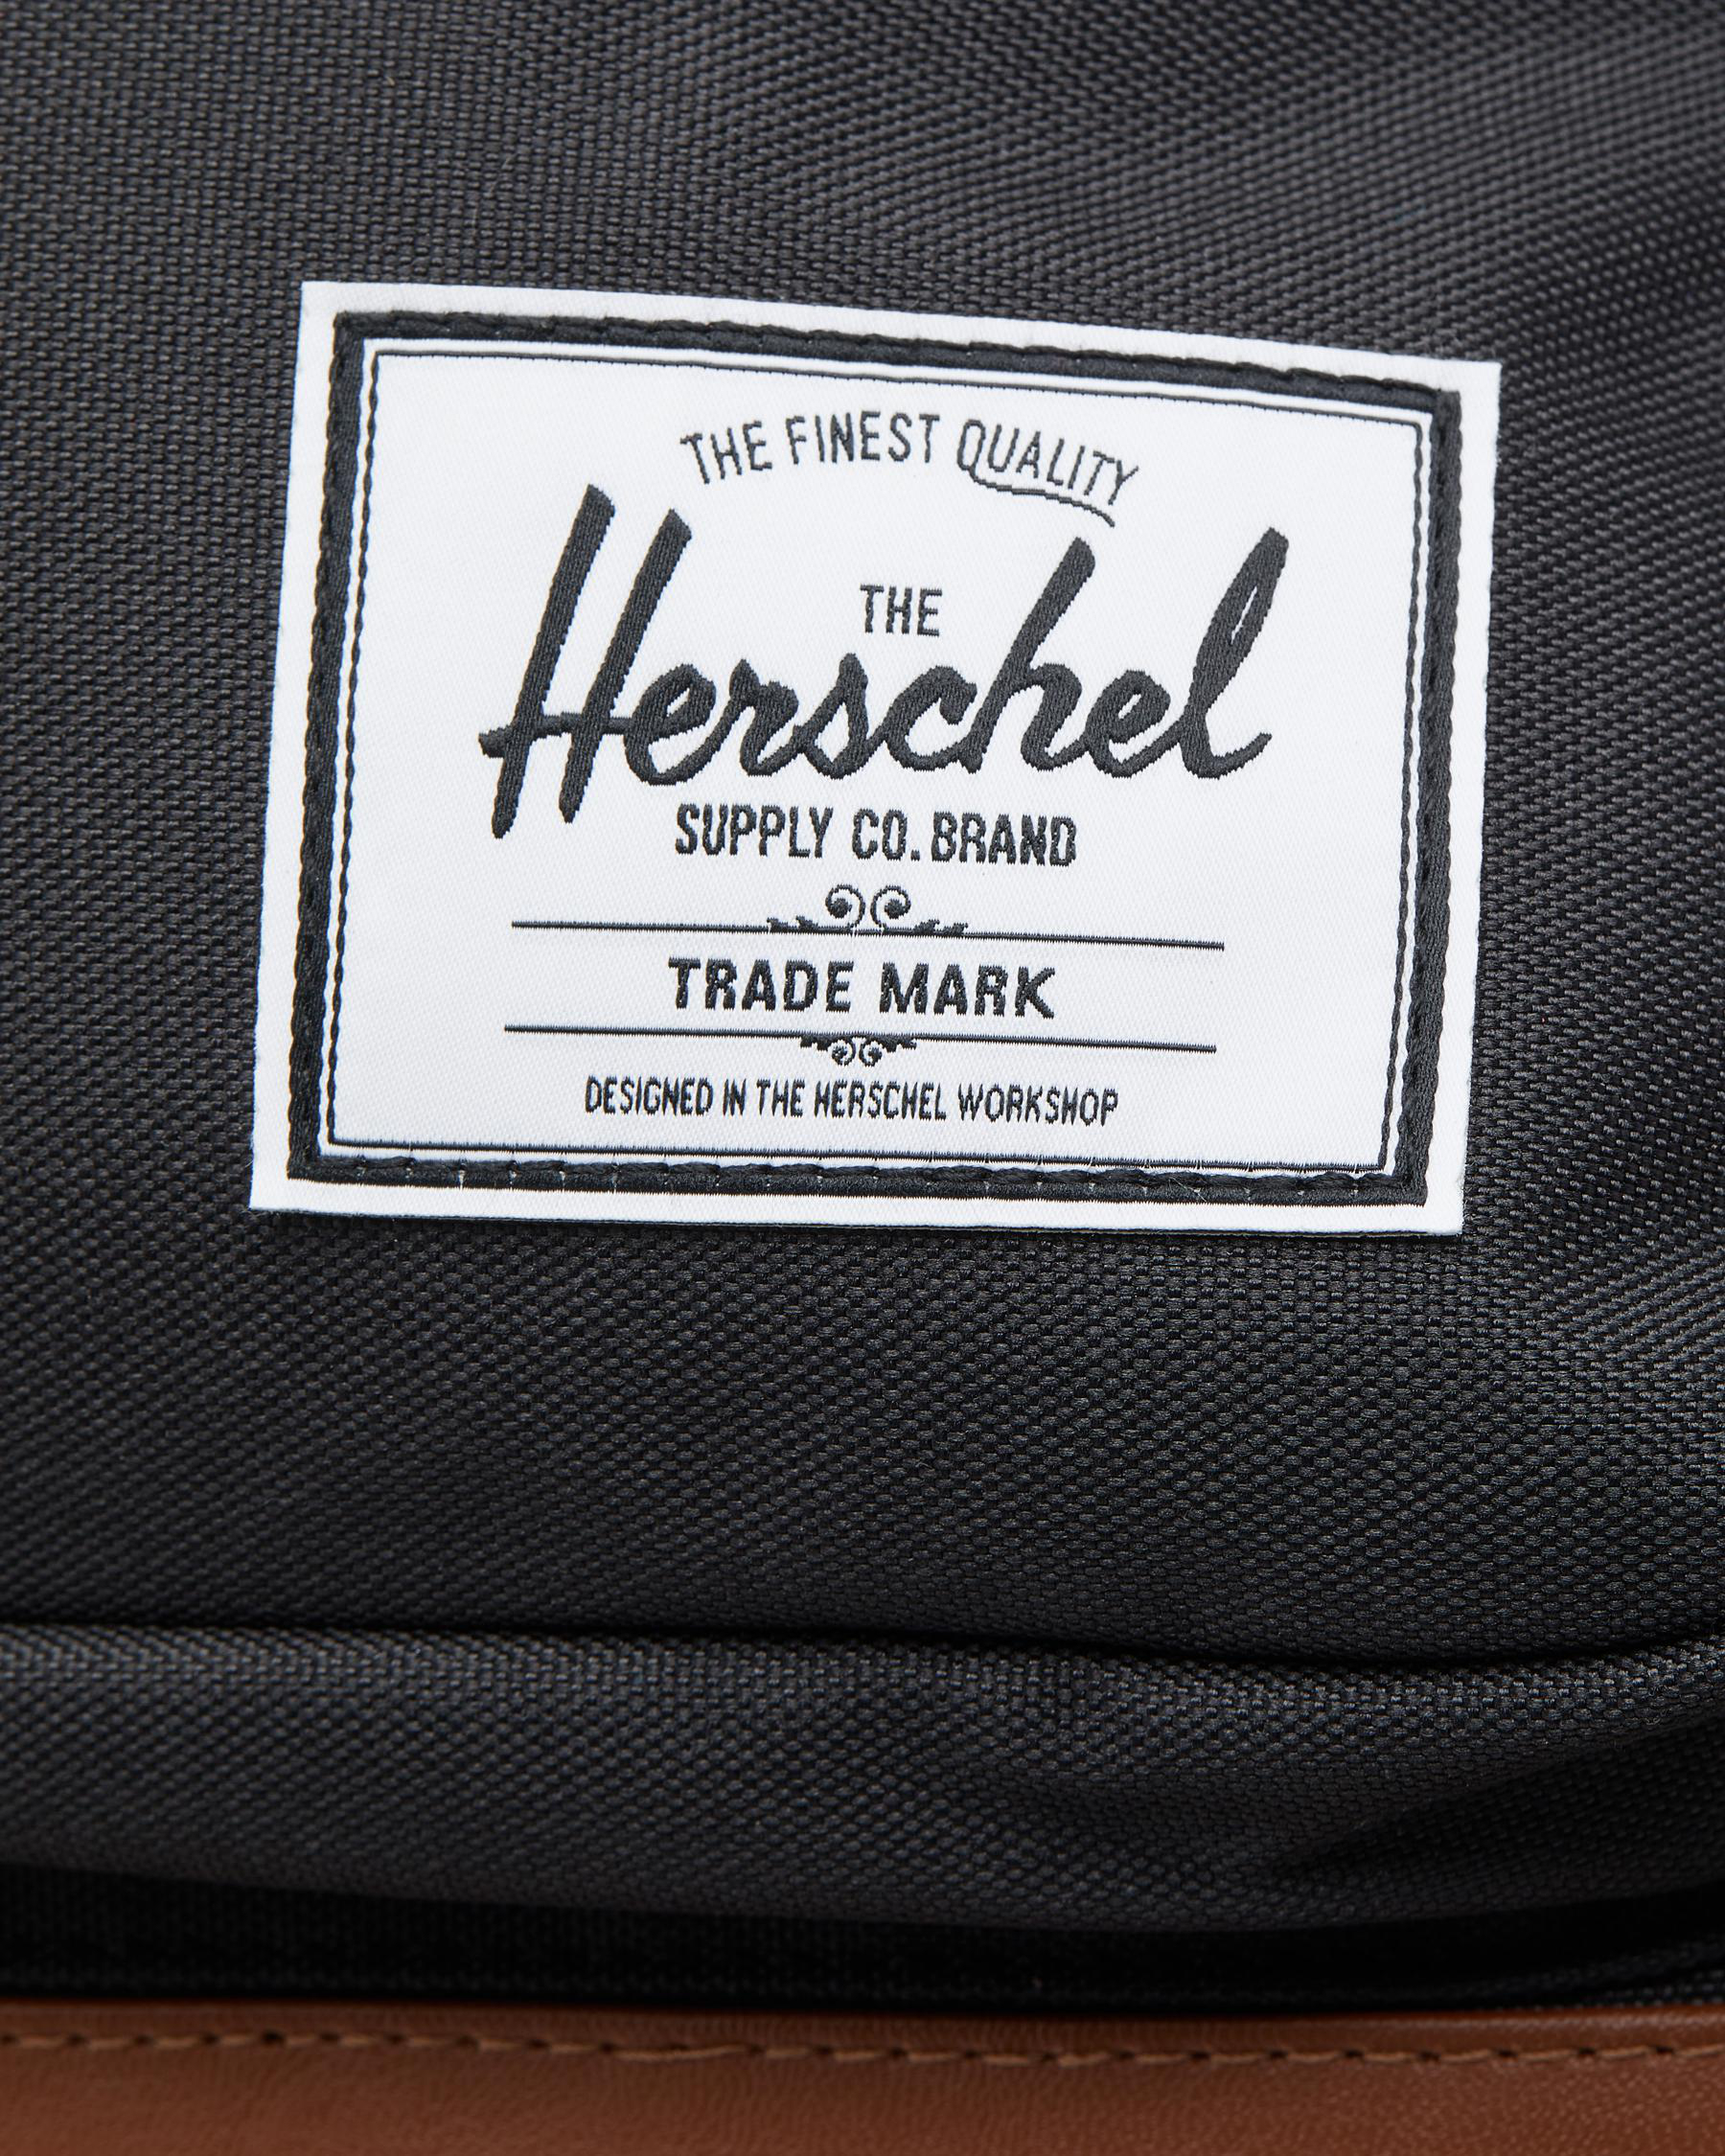 THE FINEST QUALITY
THE
Herschel
SUPPLY CO. BRAND
TRADE MARK
DESIGNED IN THE HERSCHEL WORKSHOP